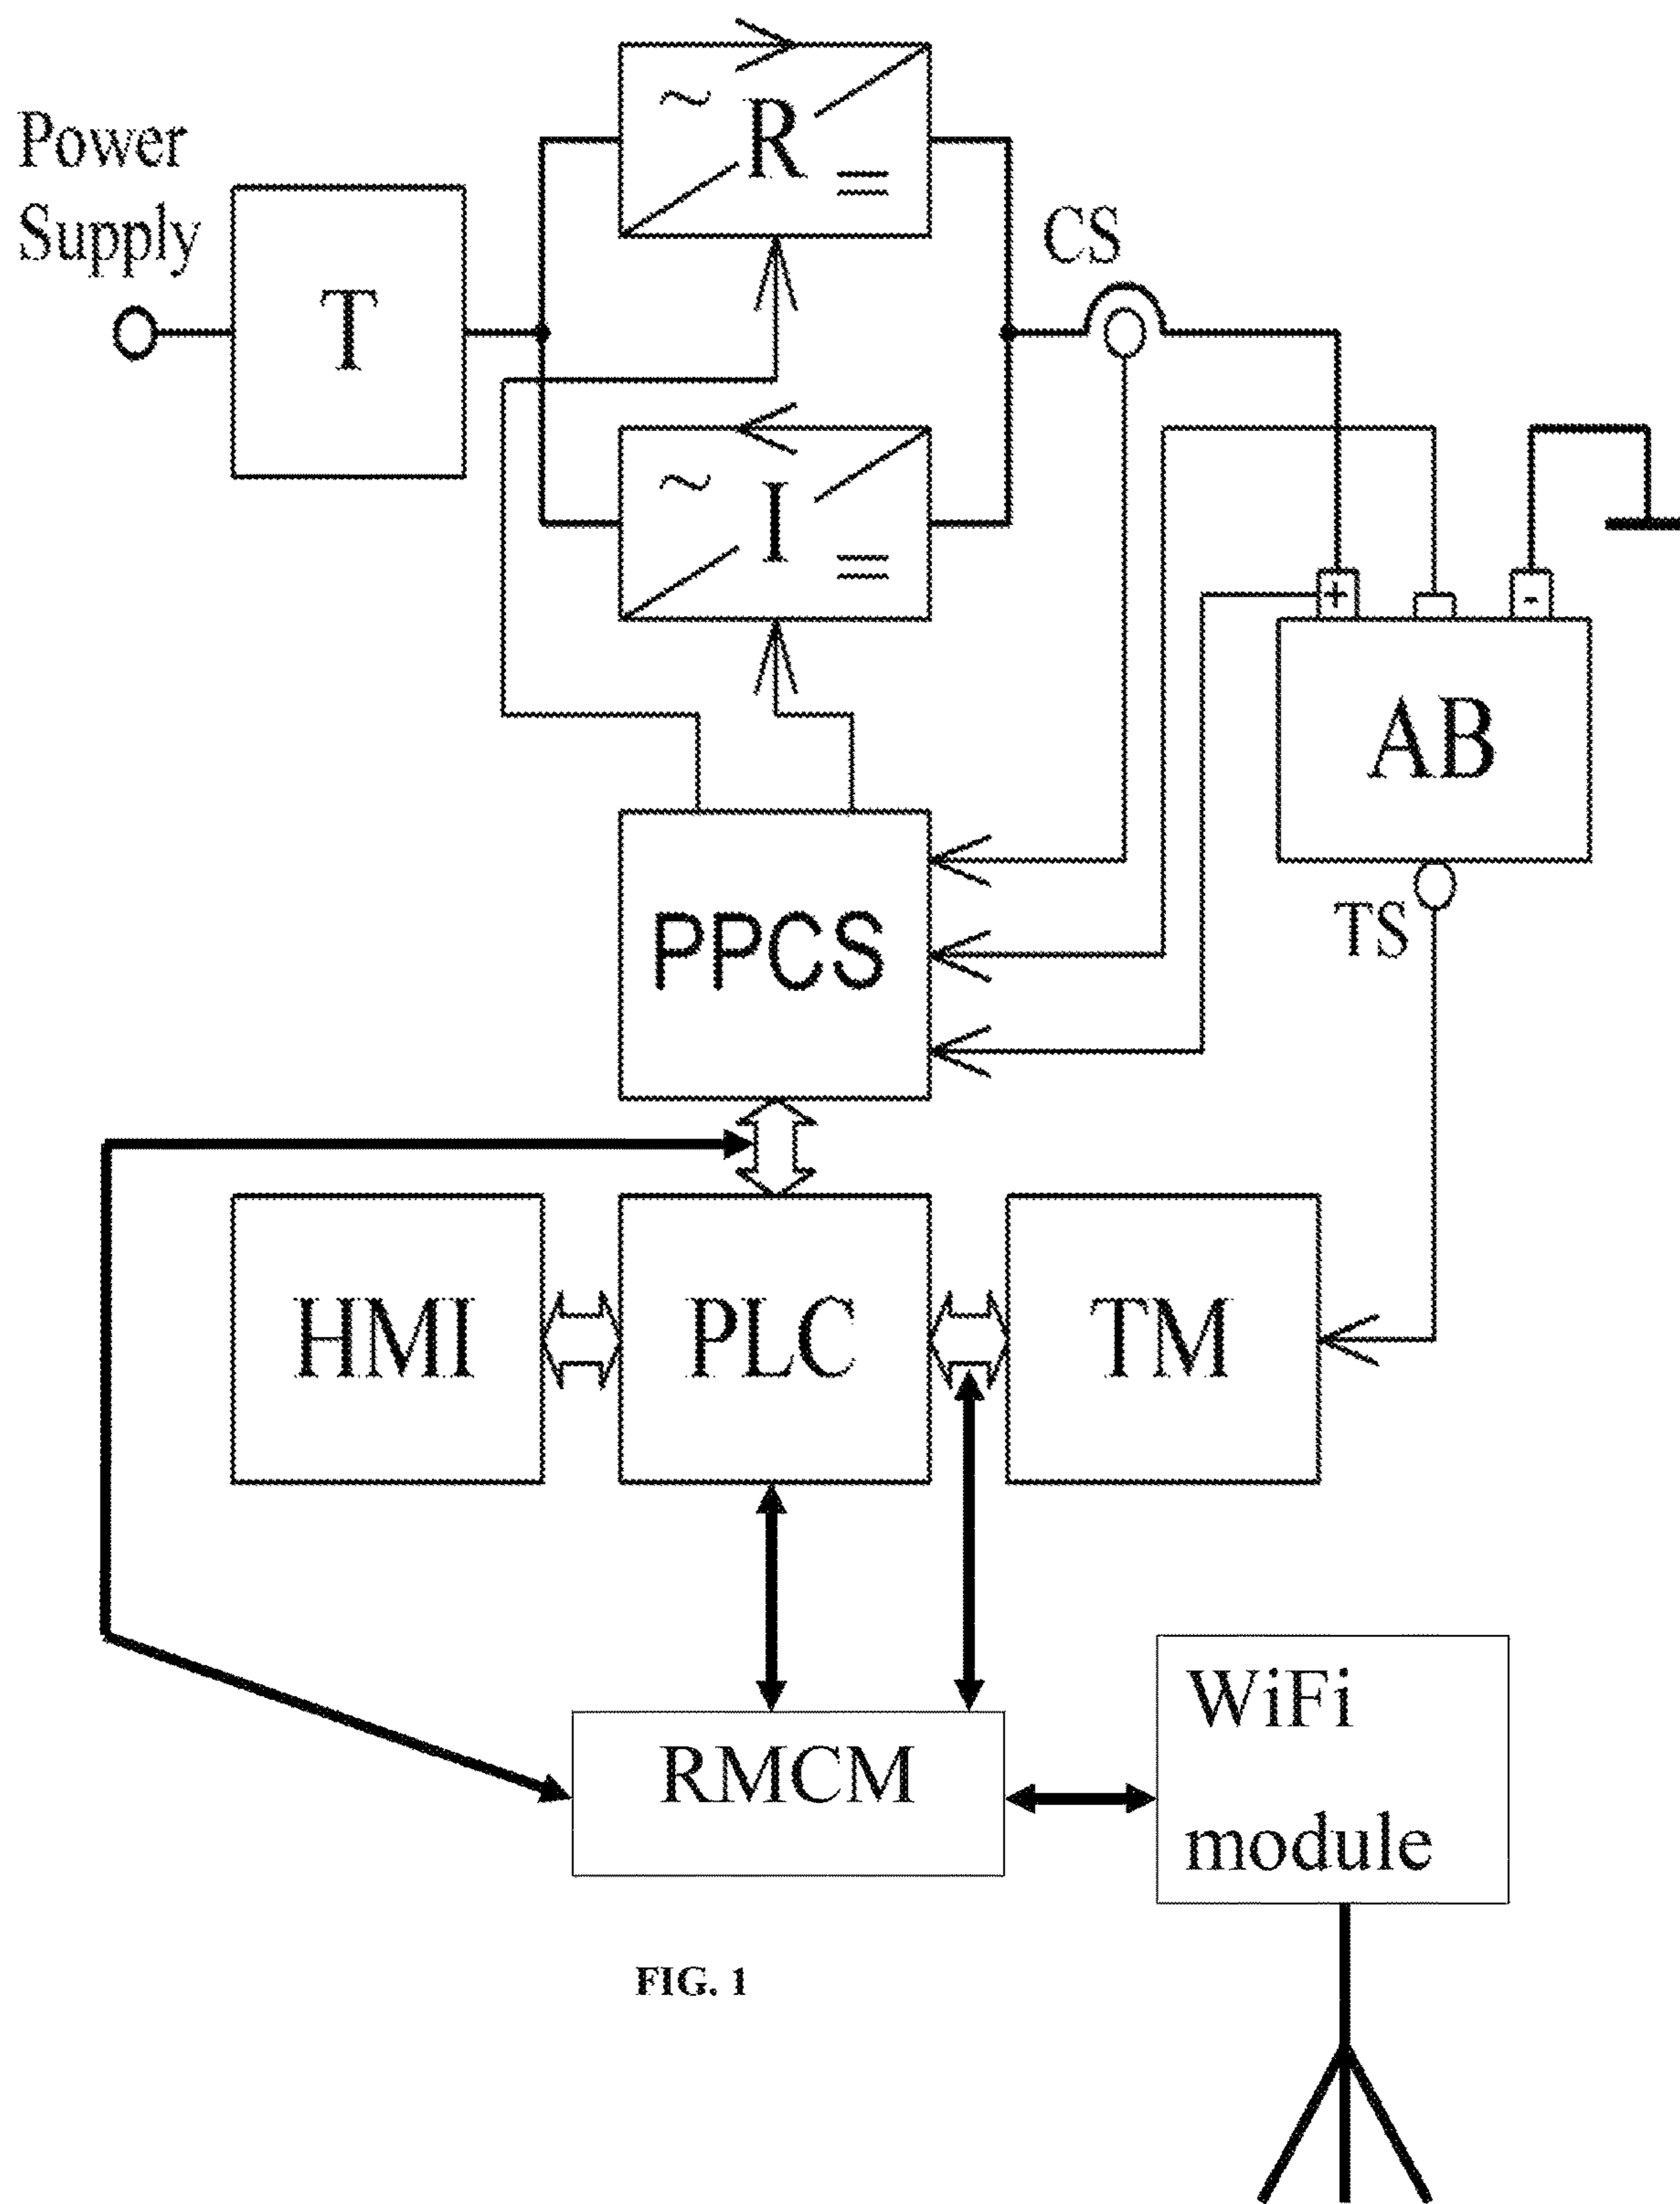 Power
Supply
T
~
R
=
CS
~
I
=
+
-
AB
PPCS
TS
HMI
PLC
TM
RMCM
WiFi
module
FIG. 1